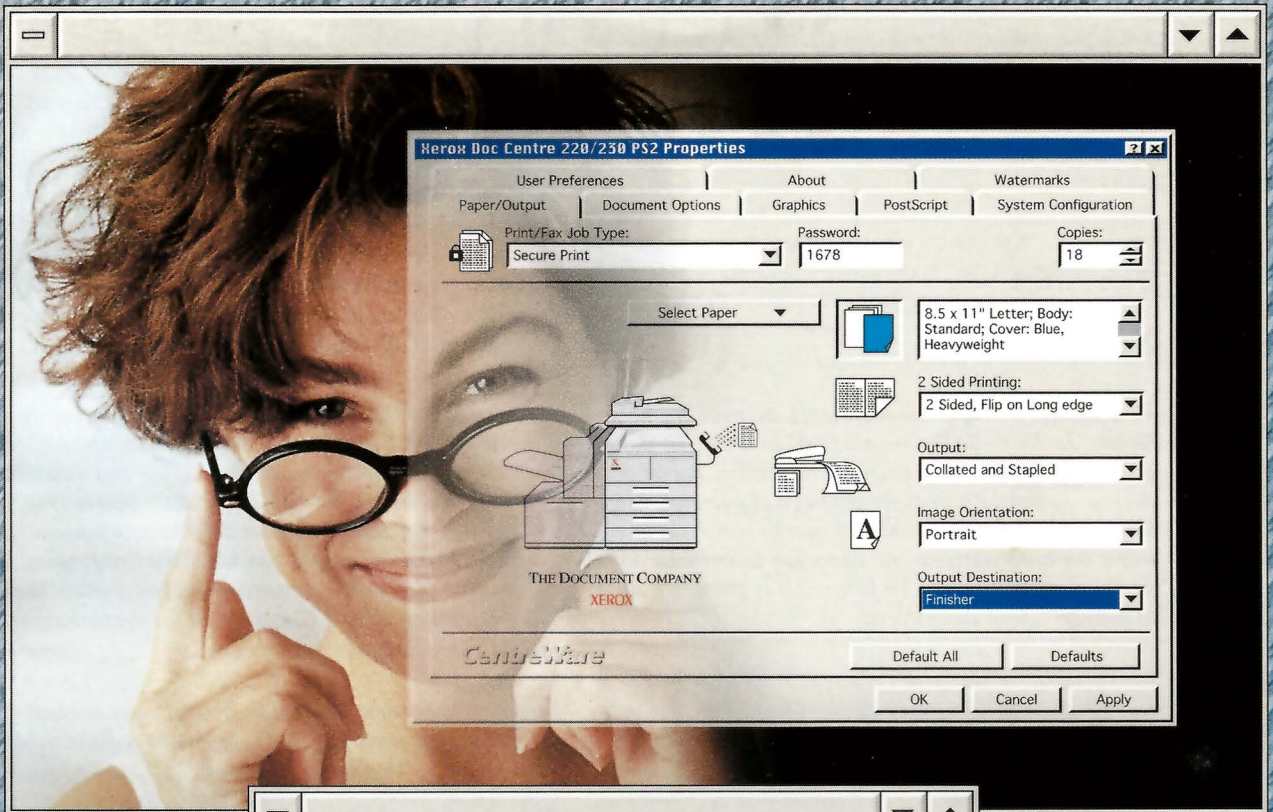 Xerox Doc Centre 220/230 PS2 Properties
User Preferences About Watermarks
Paper/Output Document Options Graphics PostScript System Configuration
Print/Fax Job Type: Password: Copies:
Secure Print 1678 18
Select Paper
8.5 x 11" Letter; Body:
Standard; Cover: Blue,
Heavyweight
2 Sided Printing:
2 Sided, Flip on Long edge
Output:
Collated and Stapled
Image Orientation:
A
Portrait
X
THE DOCUMENT COMPANY
XEROX
Output Destination:
Finisher
CentreWare
Default All Defaults
OK Cancel Apply